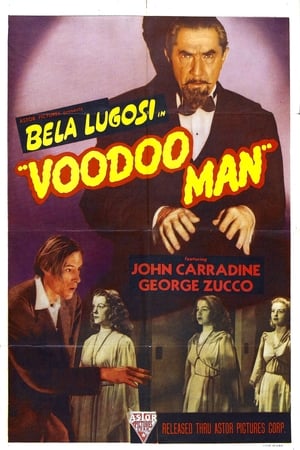 ASTOR PICTURES presents
BELA LUGOSI in
"VOODOO MAN"
featuring
JOHN CARRADINE
GEORGE ZUCCO
ASTOR
PICTURES
RELEASED THRU ASTOR PICTURES CORP.